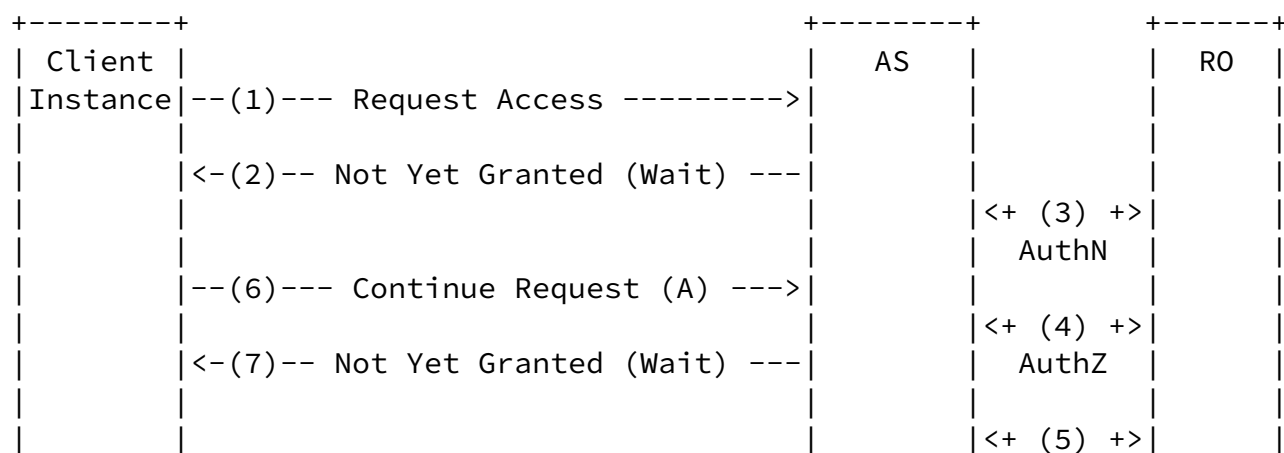 +--------+                                  +--------+         +------+
| Client |                                  |   AS   |         |  RO  |
|Instance|--(1)--- Request Access --------->|        |         |      |
|        |                                  |        |         |      |
|        |<-(2)-- Not Yet Granted (Wait) ---|        |         |      |
|        |                                  |        |<+ (3) +>|      |
|        |                                  |        |  AuthN  |      |
|        |--(6)--- Continue Request (A) --->|        |         |      |
|        |                                  |        |<+ (4) +>|      |
|        |<-(7)-- Not Yet Granted (Wait) ---|        |  AuthZ  |      |
|        |                                  |        |         |      |
|        |                                  |        |<+ (5) +>|      |